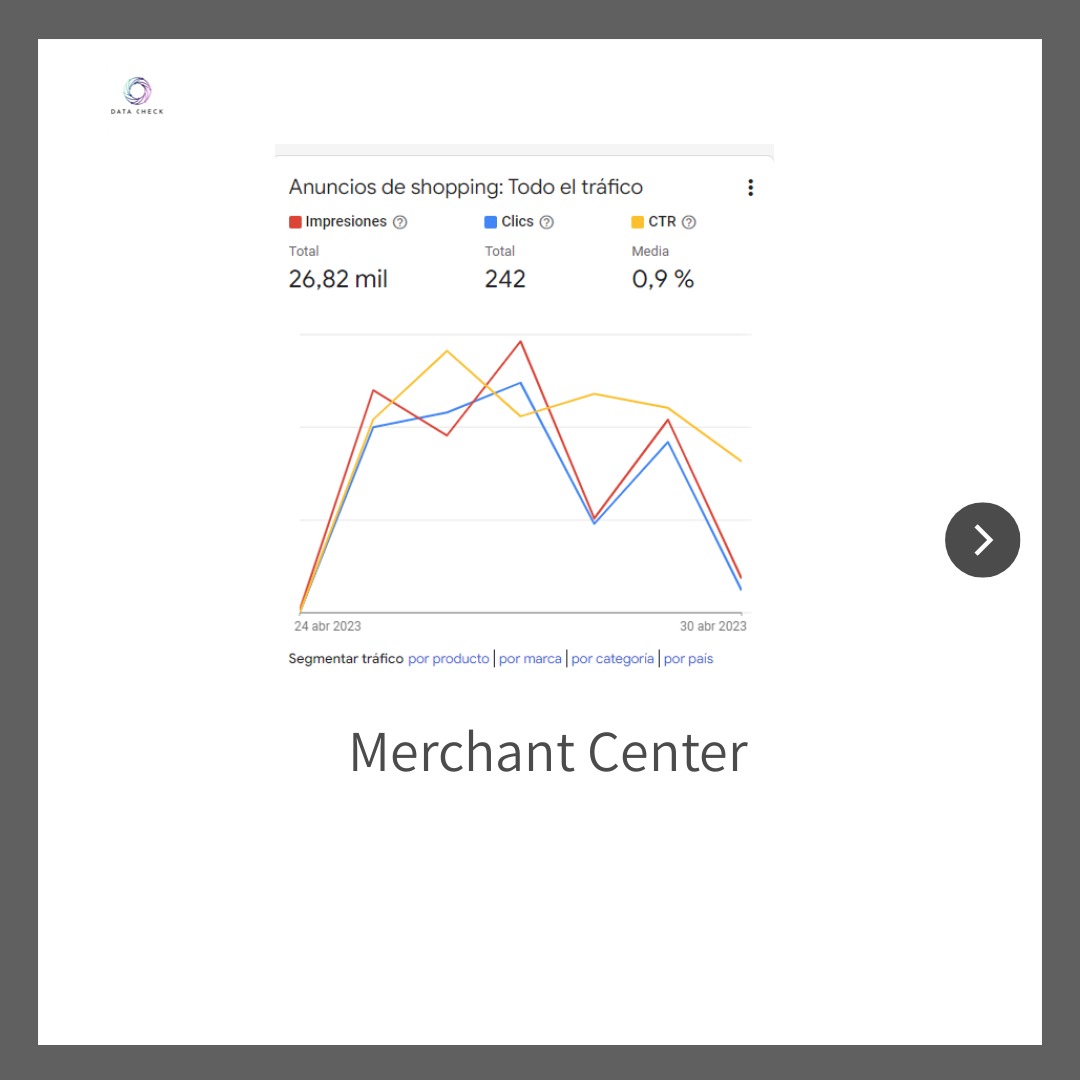 DATA CHECK
Anuncios de shopping: Todo el tráfico
Impresiones Clics CTR
Total Total Media
26,82 mil 242 0,9 %
24 abr 2023 30 abr 2023
Segmentar tráfico por producto | por marca | por categoría | por país
Merchant Center